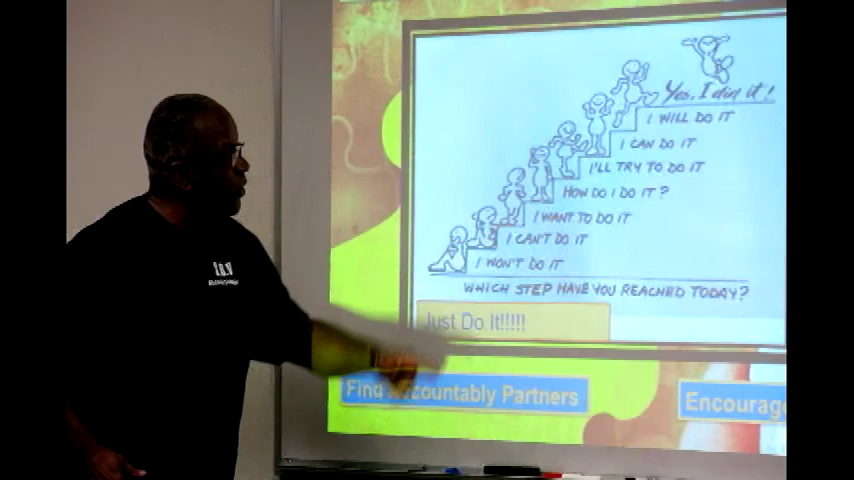 Yes, I did it!
I WILL DO IT
I CAN DO IT
I'LL TRY TO DO IT
HOW DO I DO IT?
I WANT TO DO IT
I CAN'T DO IT
I WON'T DO IT
WHICH STEP HAVE YOU REACHED TODAY?
Just Do It!!!!!
Find Accountably Partners
Encourag